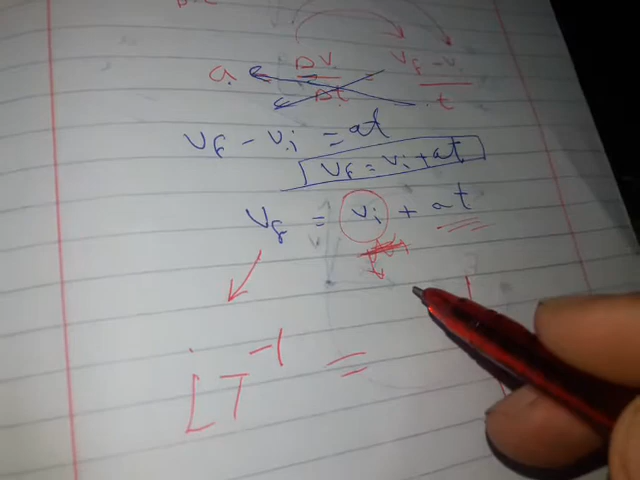 a = ΔV/Δt = Vf - Vi/t
Vf - Vi = at
Vf = Vi + at
Vf = Vi + at
LT⁻¹ =